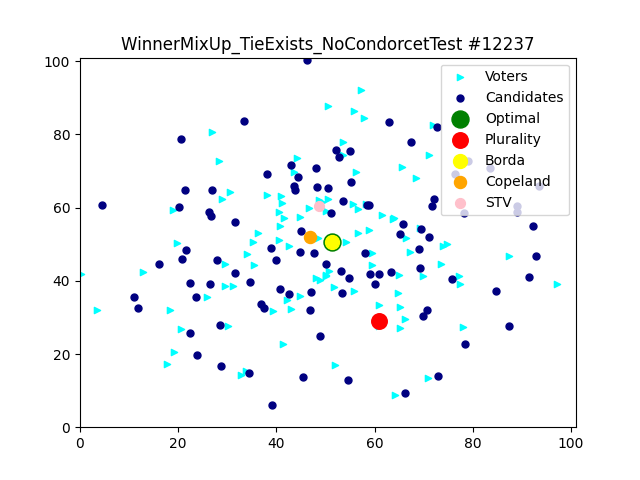 WinnerMixUp_TieExists_NoCondorcetTest #12237
Voters
Candidates
Optimal
Plurality
Borda
Copeland
STV
100
80
60
40
20
0
0 20 40 60 80 100